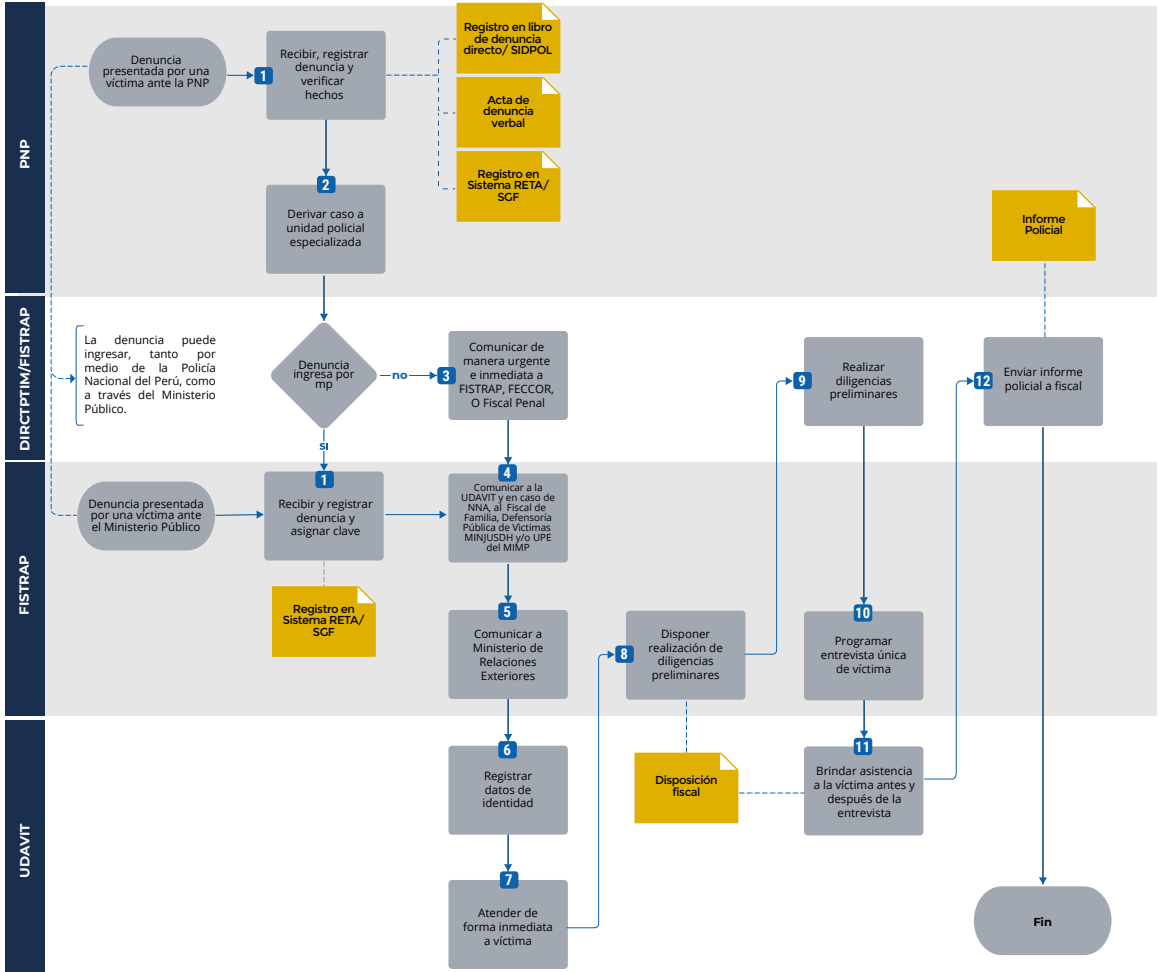 PNP
Denuncia
presentada por una
víctima ante la PNP
1
Recibir, registrar
denuncia y
verificar
hechos
Registro en libro
de denuncia
directo/ SIDPOL
Acta de
denuncia
verbal
Registro en
Sistema RETA/
SGF
2
Derivar caso a
unidad policial
especializada
Informe
Policial
DIRCTPTIM/FISTRAP
La denuncia puede
ingresar, tanto por
medio de la Policía
Nacional del Perú, como
a través del Ministerio
Público.
Denuncia
ingresa por
mp
no
si
3
Comunicar de
manera urgente
e inmediata a
FISTRAP, FECCOR,
O Fiscal Penal
9
Realizar
diligencias
preliminares
12
Enviar informe
policial a fiscal
FISTRAP
Denuncia presentada
por una víctima ante
el Ministerio Público
1
Recibir y registrar
denuncia y
asignar clave
Registro en
Sistema RETA/
SGF
4
Comunicar a la
UDAVIT y en caso de
NNA, al Fiscal de
Familia, Defensoría
Pública de Victimas
MINJUSDH y/o UPE
del MIMP
5
Comunicar a
Ministerio de
Relaciones
Exteriores
8
Disponer
realización de
diligencias
preliminares
10
Programar
entrevista única
de víctima
UDAVIT
6
Registrar
datos de
identidad
7
Atender de
forma inmediata
a víctima
Disposición
fiscal
11
Brindar asistencia
a la víctima antes y
después de la
entrevista
Fin